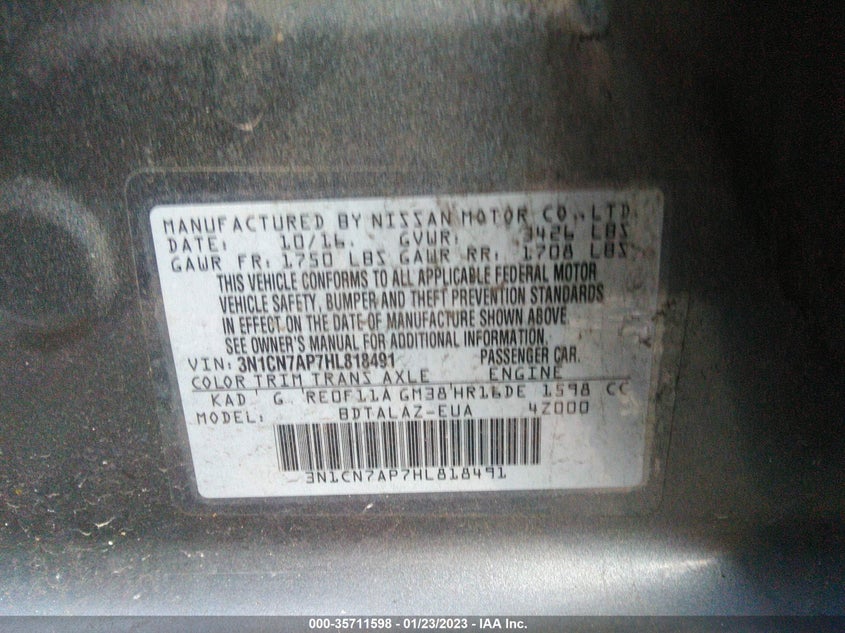 MANUFACTURED BY NISSAN MOTOR CO., LTD.
DATE: 10/16. GVWR: 3426 LBS
GAWR FR: 1750 LBS GAWR RR: 1708 LBS
THIS VEHICLE CONFORMS TO ALL APPLICABLE FEDERAL MOTOR
VEHICLE SAFETY, BUMPER AND THEFT PREVENTION STANDARDS
IN EFFECT ON THE DATE OF MANUFACTURE SHOWN ABOVE.
SEE OWNER'S MANUAL FOR ADDITIONAL INFORMATION.
VIN: 3N1CN7AP7HL818491 PASSENGER CAR.
COLOR TRIM TRANS AXLE ENGINE
KAD G. RE0F11A GM38 HR16DE 1598 CC
MODEL: BDTALAZ-EUA 4Z000
3N1CN7AP7HL818491
000-35711598 - 01/23/2023 - IAA Inc.